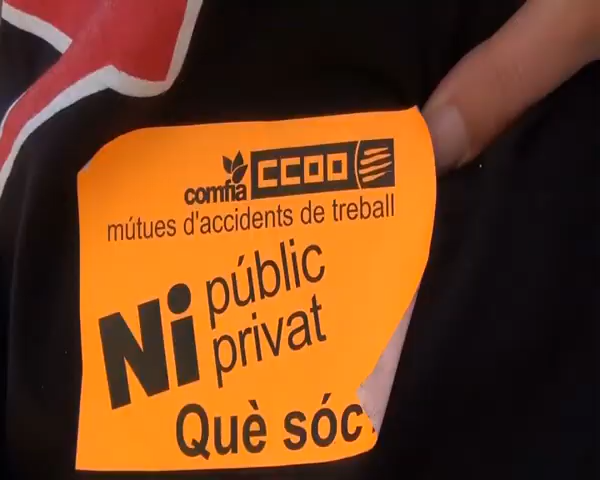 comfia CCOO
mútues d'accidents de treball
Ni públic
privat
Què sóc